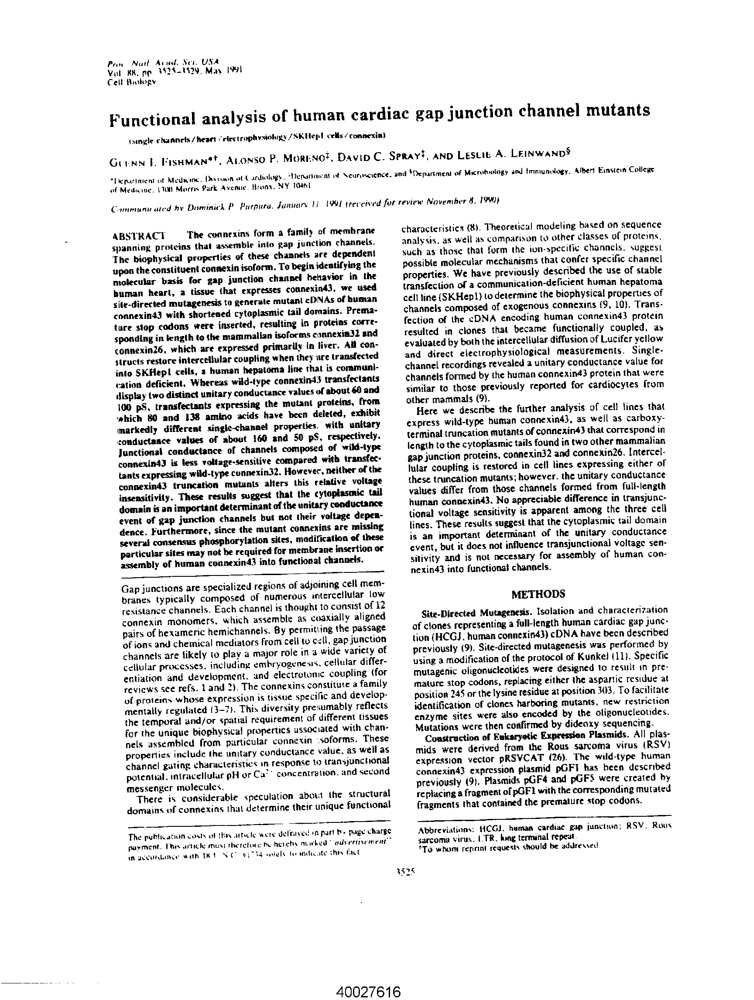 Proc. Natl. Acad. Sci. USA
Vol. 88, pp. 3525-3529, May 1991
Cell Biology
Functional analysis of human cardiac gap junction channel mutants
(single channels/heart/electrophysiology/SKHep1 cells/connexin)
GLENN I. FISHMAN*†, ALONSO P. MORENO‡, DAVID C. SPRAY‡, AND LESLIE A. LEINWAND§
*Department of Medicine, Division of Cardiology, ‡Department of Neuroscience, and §Department of Microbiology and Immunology, Albert Einstein College
of Medicine, 1300 Morris Park Avenue, Bronx, NY 10461
Communicated by Dominick P. Purpura, January 11, 1991 (received for review November 8, 1990)
ABSTRACT The connexins form a family of membrane
spanning proteins that assemble into gap junction channels.
The biophysical properties of these channels are dependent
upon the constituent connexin isoform. To begin identifying the
molecular basis for gap junction channel behavior in the
human heart, a tissue that expresses connexin43, we used
site-directed mutagenesis to generate mutant cDNAs of human
connexin43 with shortened cytoplasmic tail domains. Prema-
ture stop codons were inserted, resulting in proteins corre-
sponding in length to the mammalian isoforms connexin32 and
connexin26, which are expressed primarily in liver. All con-
structs restore intercellular coupling when they are transfected
into SKHep1 cells, a human hepatoma line that is communi-
cation deficient. Whereas wild-type connexin43 transfectants
display two distinct unitary conductance values of about 60 and
100 pS, transfectants expressing the mutant proteins, from
which 80 and 138 amino acids have been deleted, exhibit
markedly different single-channel properties, with unitary
conductance values of about 160 and 50 pS, respectively.
Junctional conductance of channels composed of wild-type
connexin43 is less voltage-sensitive compared with transfec-
tants expressing wild-type connexin32. However, neither of the
connexin43 truncation mutants alters this relative voltage
insensitivity. These results suggest that the cytoplasmic tail
domain is an important determinant of the unitary conductance
event of gap junction channels but not their voltage depen-
dence. Furthermore, since the mutant connexins are missing
several consensus phosphorylation sites, modification of these
particular sites may not be required for membrane insertion or
assembly of human connexin43 into functional channels.
Gap junctions are specialized regions of adjoining cell mem-
branes typically composed of numerous intercellular low
resistance channels. Each channel is thought to consist of 12
connexin monomers, which assemble as coaxially aligned
pairs of hexameric hemichannels. By permitting the passage
of ions and chemical mediators from cell to cell, gap junction
channels are likely to play a major role in a wide variety of
cellular processes, including embryogenesis, cellular differ-
entiation and development, and electrotonic coupling (for
reviews see refs. 1 and 2). The connexins constitute a family
of proteins whose expression is tissue specific and develop-
mentally regulated (3-7). This diversity presumably reflects
the temporal and/or spatial requirement of different tissues
for the unique biophysical properties associated with chan-
nels assembled from particular connexin isoforms. These
properties include the unitary conductance value, as well as
channel gating characteristics in response to transjunctional
potential, intracellular pH or Ca2+ concentration, and second
messenger molecules.
There is considerable speculation about the structural
domains of connexins that determine their unique functional
The publication costs of this article were defrayed in part by page charge
payment. This article must therefore be hereby marked "advertisement"
in accordance with 18 U.S.C. §1734 solely to indicate this fact.
characteristics (8). Theoretical modeling based on sequence
analysis, as well as comparison to other classes of proteins,
such as those that form the ion-specific channels, suggest
possible molecular mechanisms that confer specific channel
properties. We have previously described the use of stable
transfection of a communication-deficient human hepatoma
cell line (SKHep1) to determine the biophysical properties of
channels composed of exogenous connexins (9, 10). Trans-
fection of the cDNA encoding human connexin43 protein
resulted in clones that became functionally coupled, as
evaluated by both the intercellular diffusion of Lucifer yellow
and direct electrophysiological measurements. Single-
channel recordings revealed a unitary conductance value for
channels formed by the human connexin43 protein that were
similar to those previously reported for cardiocytes from
other mammals (9).
Here we describe the further analysis of cell lines that
express wild-type human connexin43, as well as carboxy-
terminal truncation mutants of connexin43 that correspond in
length to the cytoplasmic tails found in two other mammalian
gap junction proteins, connexin32 and connexin26. Intercel-
lular coupling is restored in cell lines expressing either of
these truncation mutants; however, the unitary conductance
values differ from those channels formed from full-length
human connexin43. No appreciable difference in transjunc-
tional voltage sensitivity is apparent among the three cell
lines. These results suggest that the cytoplasmic tail domain
is an important determinant of the unitary conductance
event, but it does not influence transjunctional voltage sen-
sitivity and is not necessary for assembly of human con-
nexin43 into functional channels.
METHODS
Site-Directed Mutagenesis. Isolation and characterization
of clones representing a full-length human cardiac gap junc-
tion (HCGJ, human connexin43) cDNA have been described
previously (9). Site-directed mutagenesis was performed by
using a modification of the protocol of Kunkel (11). Specific
mutagenic oligonucleotides were designed to result in pre-
mature stop codons, replacing either the aspartic residue at
position 245 or the lysine residue at position 303. To facilitate
identification of clones harboring mutants, new restriction
enzyme sites were also encoded by the oligonucleotides.
Mutations were then confirmed by dideoxy sequencing.
Construction of Eukaryotic Expression Plasmids. All plas-
mids were derived from the Rous sarcoma virus (RSV)
expression vector pRSVCAT (26). The wild-type human
connexin43 expression plasmid pGF1 has been described
previously (9). Plasmids pGF4 and pGF5 were created by
replacing a fragment of pGF1 with the corresponding mutated
fragments that contained the premature stop codons.
Abbreviations: HCGJ, human cardiac gap junction; RSV, Rous
sarcoma virus; LTR, long terminal repeat.
†To whom reprint requests should be addressed.
3525
40027616